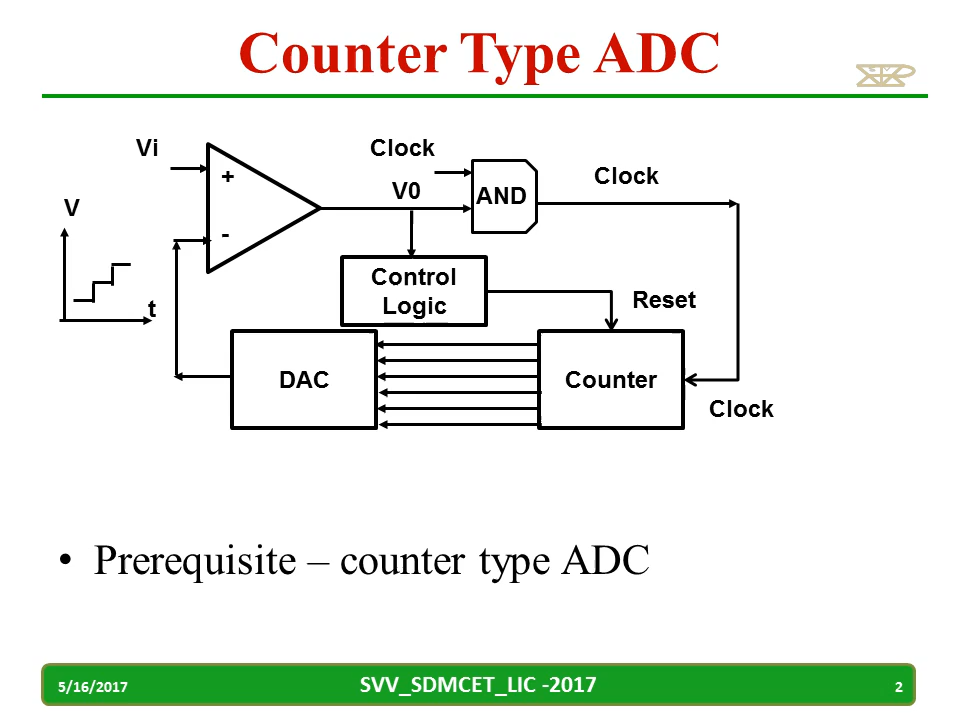 Counter Type ADC
Vi
Clock
+
V0
AND
Clock
V
-
Control
Logic
Reset
t
DAC
Counter
Clock
• Prerequisite – counter type ADC
5/16/2017
SVV_SDMCET_LIC -2017
2